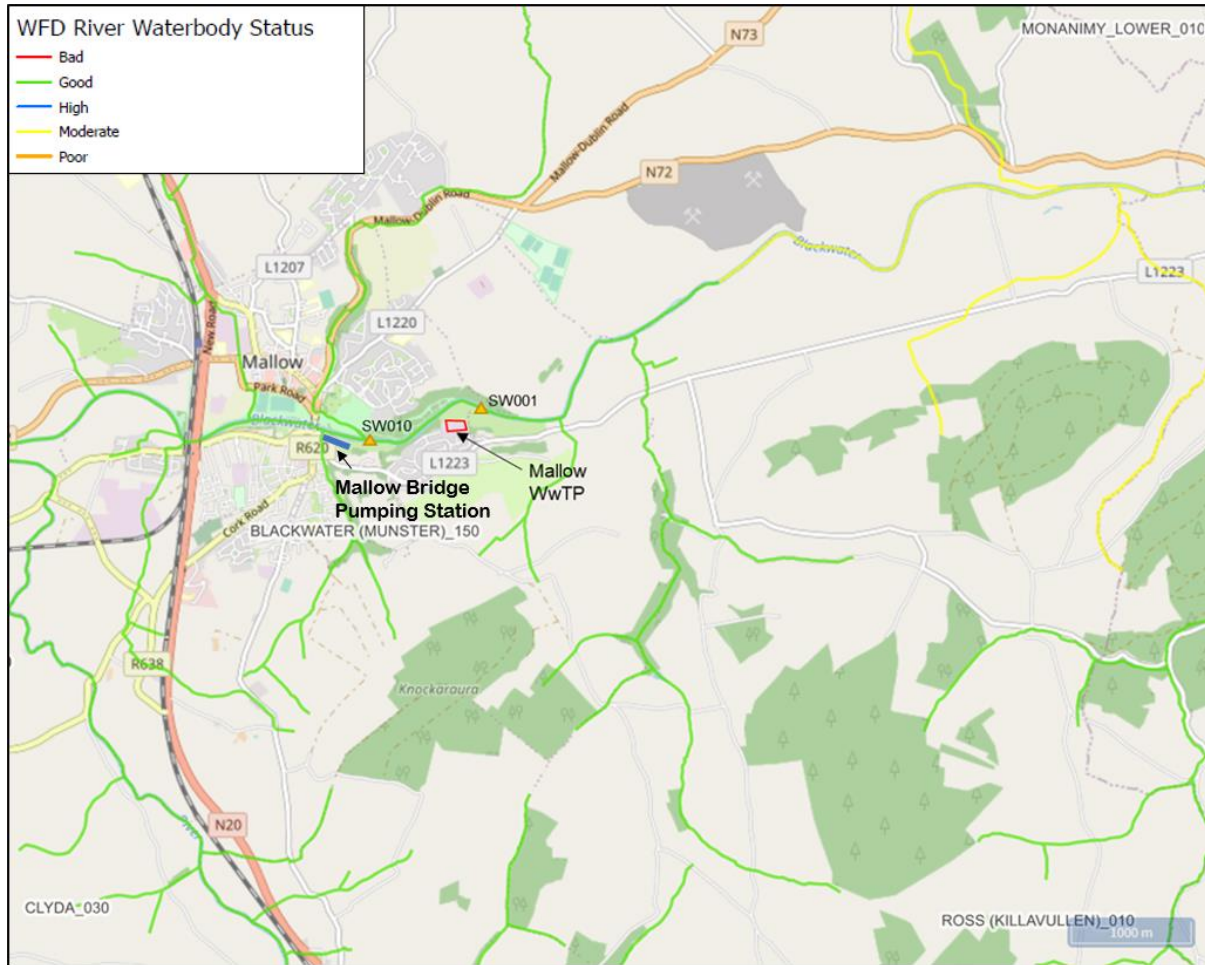 WFD River Waterbody Status
Bad
Good
High
Moderate
Poor
N73
MONANIMY_LOWER_010
Mallow-Dublin Road
N72
Mallow-Dublin Road
L1207
Blackwater
L1223
New Road
L1220
Mallow
Park Road
SW001
Blackwater
SW010
R620
L1223
Mallow
WwTP
Mallow Bridge
Pumping Station
Cork Road
BLACKWATER (MUNSTER)_150
R638
Knockaraura
N20
River
CLYDA_030
ROSS (KILLAVULLEN)_010
1000 m